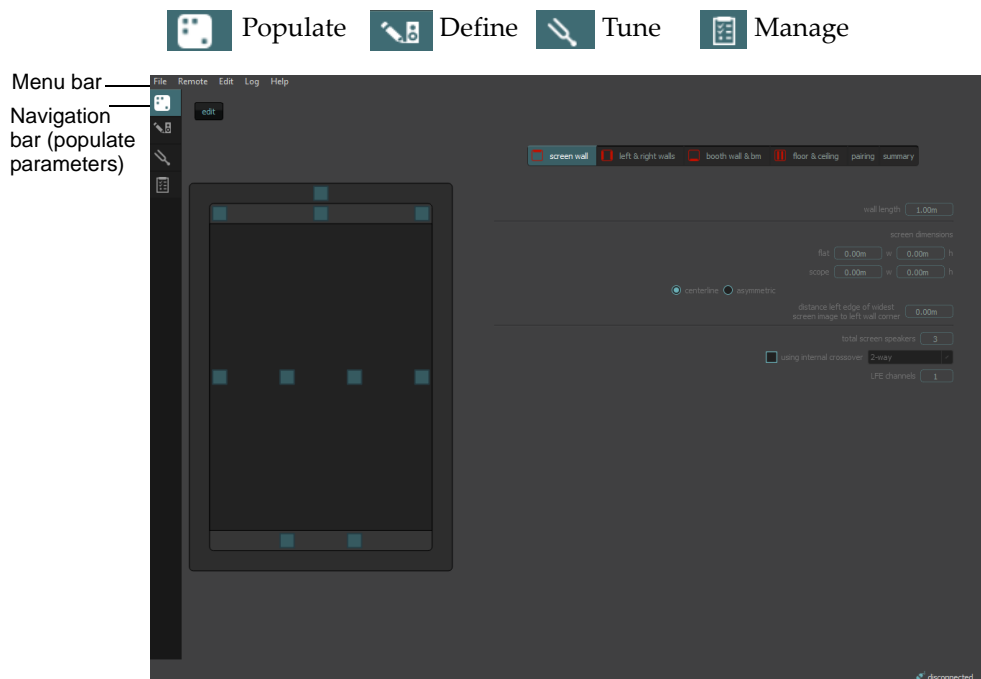 Populate Define Tune Manage
Menu bar
File Remote Edit Log Help
Navigation
bar (populate
parameters)
edit
screen wall left & right walls booth wall & bm floor & ceiling pairing summary
wall length 1.00m
screen dimensions
flat 0.00m w 0.00m h
scope 0.00m w 0.00m h
centerline asymmetric
distance left edge of widest
screen image to left wall corner 0.00m
total screen speakers 3
using internal crossover 2-way
LFE channels 1
disconnected